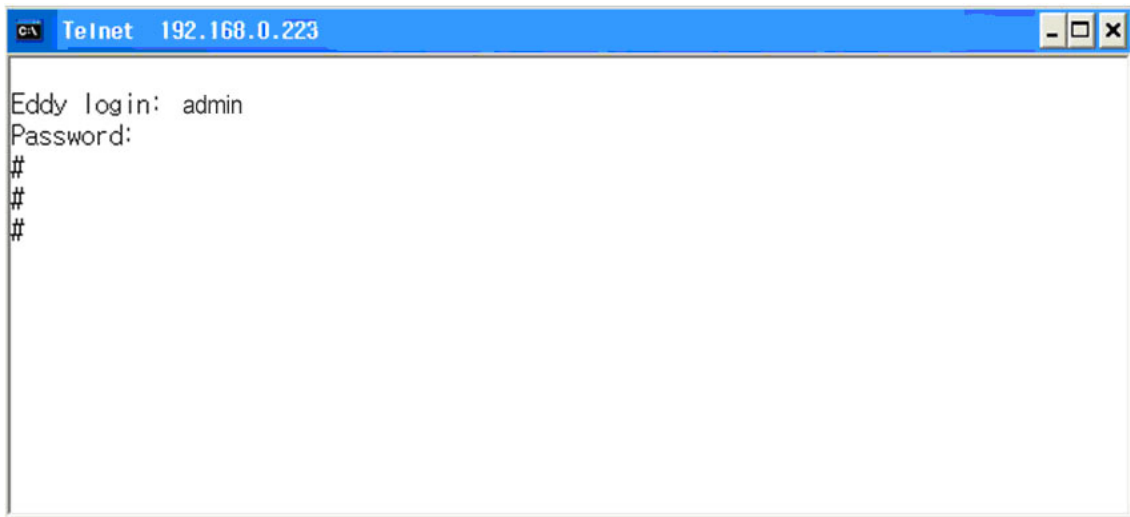 C:\ Telnet 192.168.0.223
Eddy login: admin
Password:
#
#
#